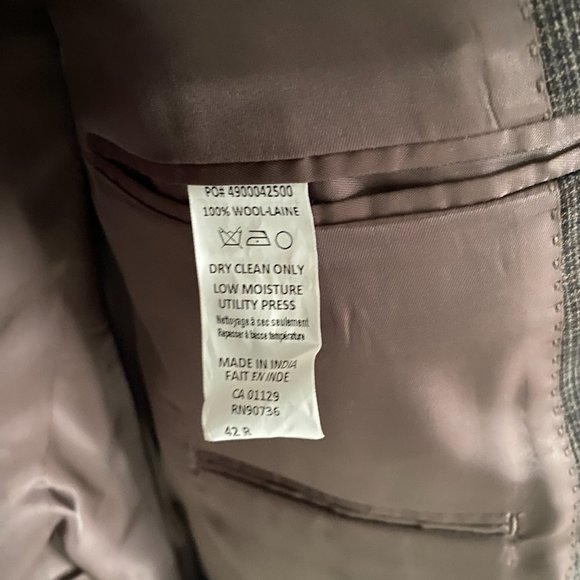 PO# 4900042500
100% WOOL-LAINE
DRY CLEAN ONLY
LOW MOISTURE
UTILITY PRESS
Nettoyage à sec seulement
Repasser à basse température
MADE IN INDIA
FAIT EN INDE
CA 01129
RN90736
42 R